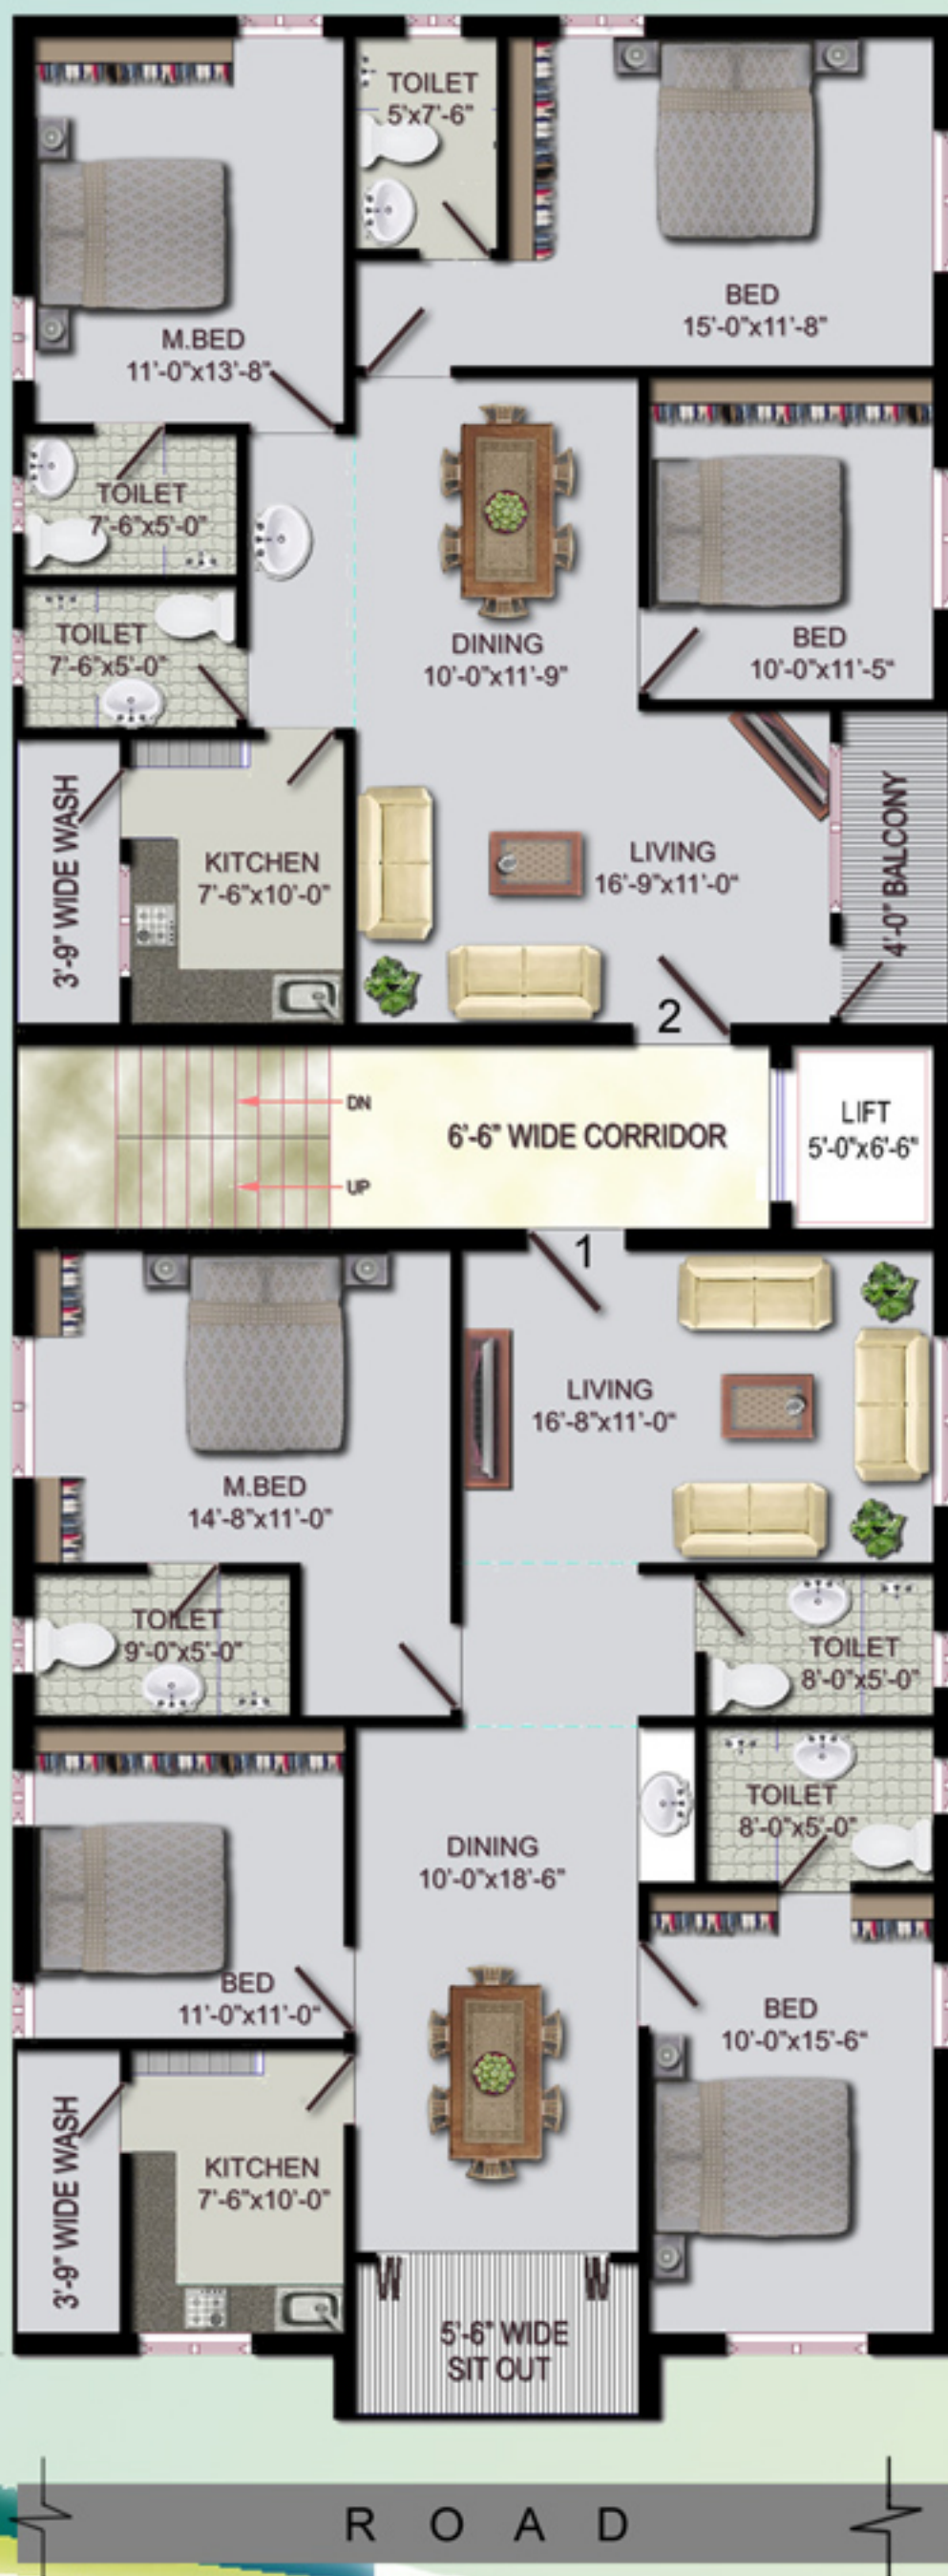 TOILET
5'x7'-6"
BED
15'-0"x11'-8"
M.BED
11'-0"x13'-8"
TOILET
7'-6"x5'-0"
TOILET
7'-6"x5'-0"
DINING
10'-0"x11'-9"
BED
10'-0"x11'-5"
3'-9" WIDE WASH
KITCHEN
7'-6"x10'-0"
LIVING
16'-9"x11'-0"
4'-0" BALCONY
2
DN
UP
6'-6" WIDE CORRIDOR
LIFT
5'-0"x6'-6"
1
LIVING
16'-8"x11'-0"
M.BED
14'-8"x11'-0"
TOILET
9'-0"x5'-0"
TOILET
8'-0"x5'-0"
TOILET
8'-0"x5'-0"
DINING
10'-0"x18'-6"
BED
11'-0"x11'-0"
BED
10'-0"x15'-6"
3'-9" WIDE WASH
KITCHEN
7'-6"x10'-0"
5'-6" WIDE
SIT OUT
ROAD